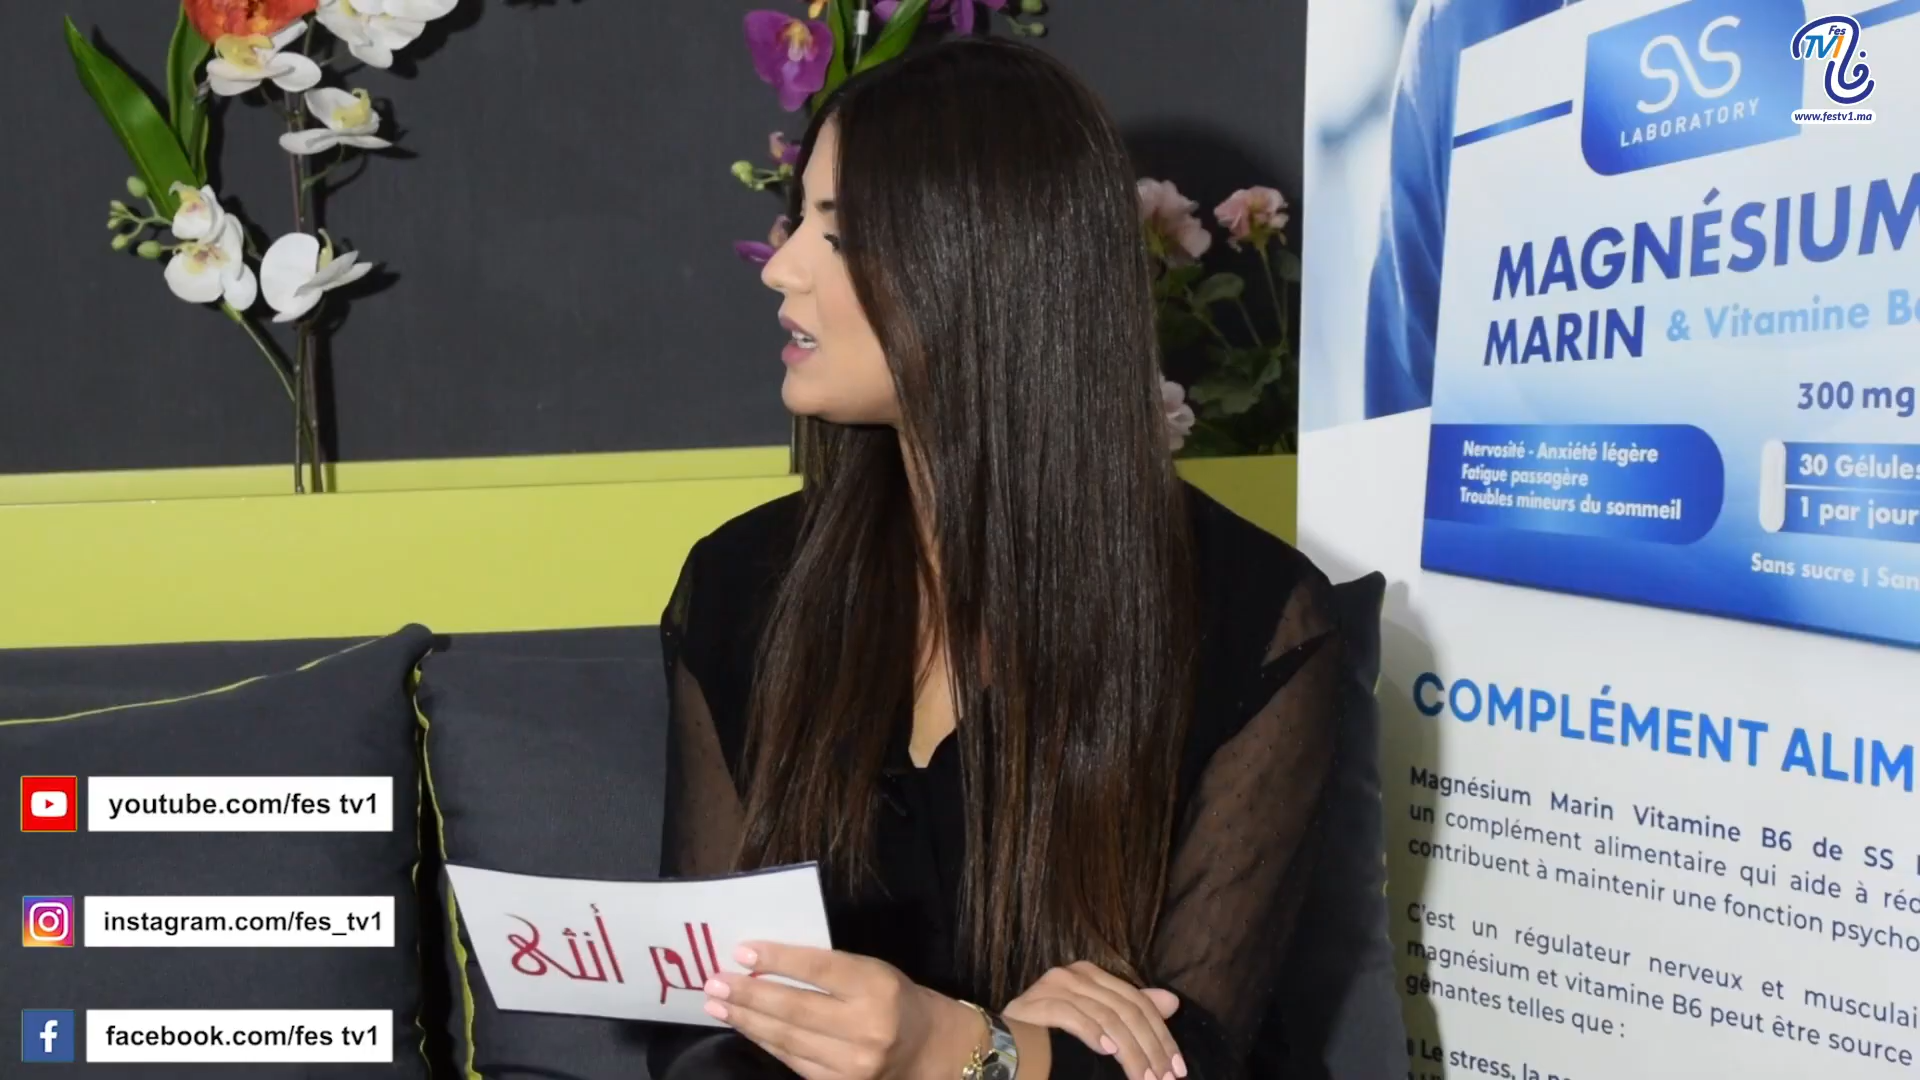 Fes
TV1
www.festv1.ma
SS
LABORATORY
MAGNÉSIUM
MARIN & Vitamine
300 mg
Nervosité - Anxiété légère
Fatigue passagère
Troubles mineurs du sommeil
30 Gélules
1 par jour
Sans sucre |
COMPLÉMENT ALIM
Magnésium Marin Vitamine B6 de SS
un complément alimentaire qui aide à
contribuent à maintenir une fonction psycho
C'est un régulateur nerveux et musculai
magnésium et vitamine B6 peut être source
gênantes telles que :
Le stress, la
أنثى
youtube.com/fes tv1
instagram.com/fes_tv1
facebook.com/fes tv1